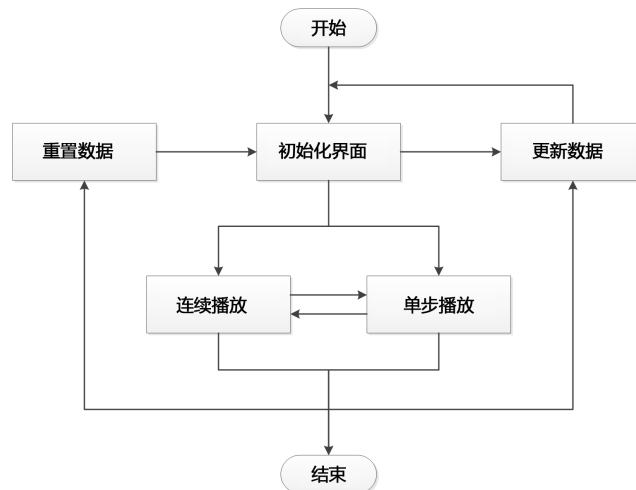 开始
重置数据
初始化界面
更新数据
连续播放
单步播放
结束